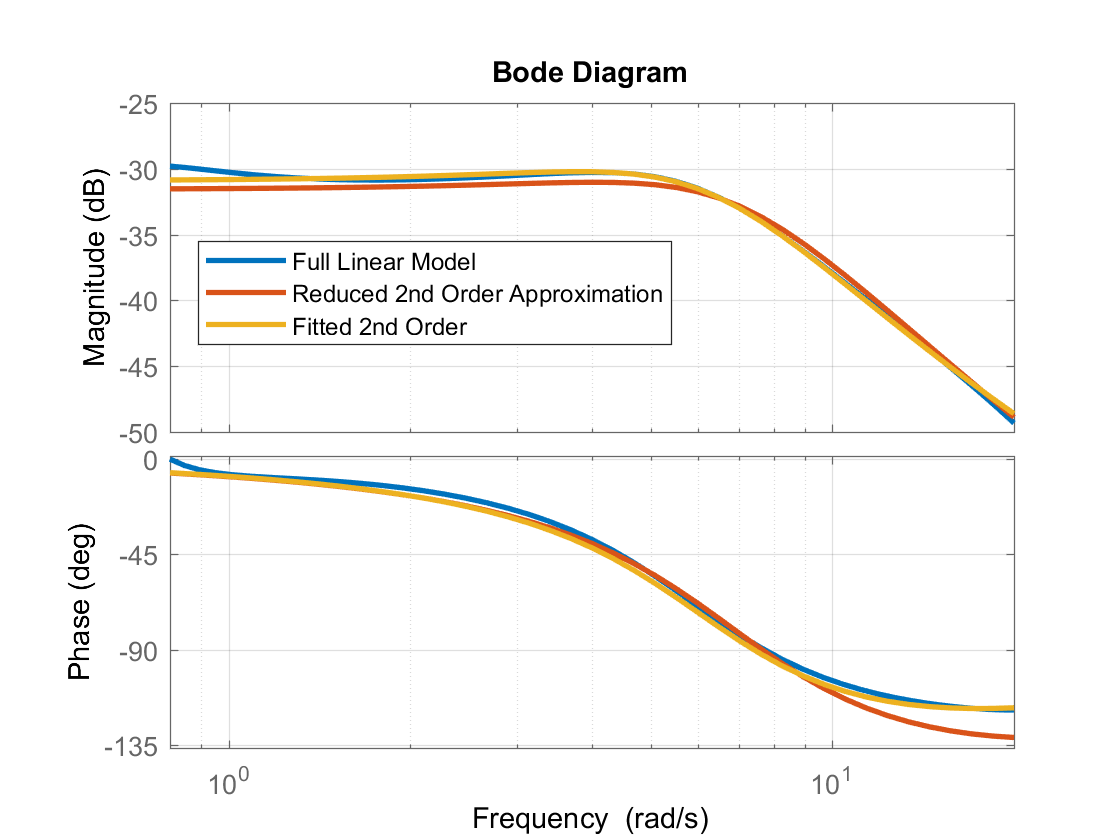 Bode Diagram
-25
-30
-35
-40
-45
-50
Magnitude (dB)
Full Linear Model
Reduced 2nd Order Approximation
Fitted 2nd Order
0
-45
-90
-135
Phase (deg)
10^0
10^1
Frequency (rad/s)